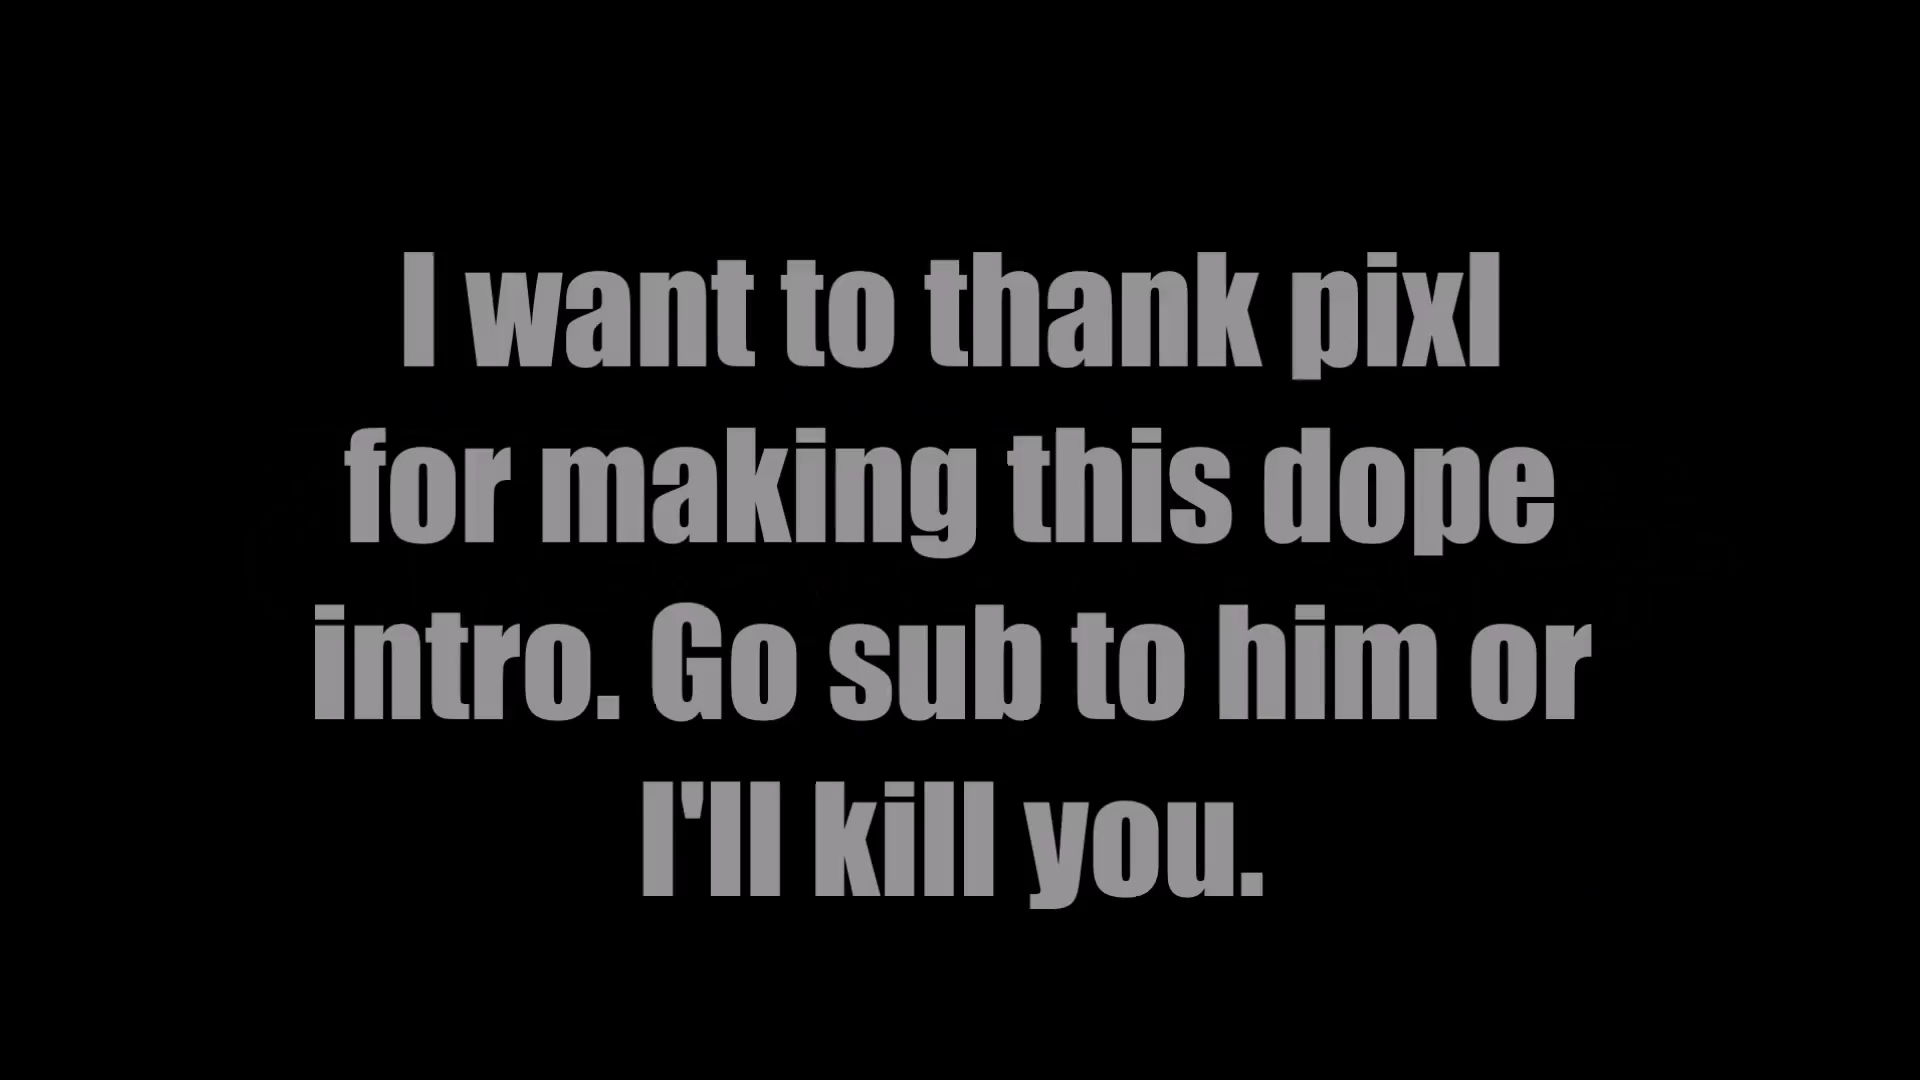 I want to thank pixl
for making this dope
intro. Go sub to him or
I'll kill you.